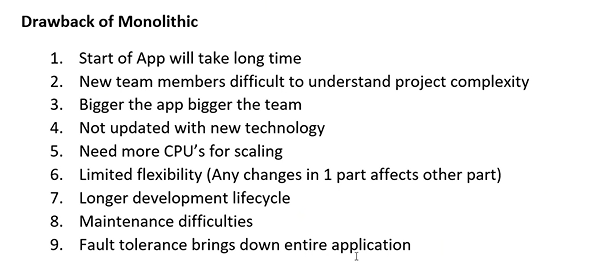 Drawback of Monolithic
1. Start of App will take long time
2. New team members difficult to understand project complexity
3. Bigger the app bigger the team
4. Not updated with new technology
5. Need more CPU's for scaling
6. Limited flexibility (Any changes in 1 part affects other part)
7. Longer development lifecycle
8. Maintenance difficulties
9. Fault tolerance brings down entire application